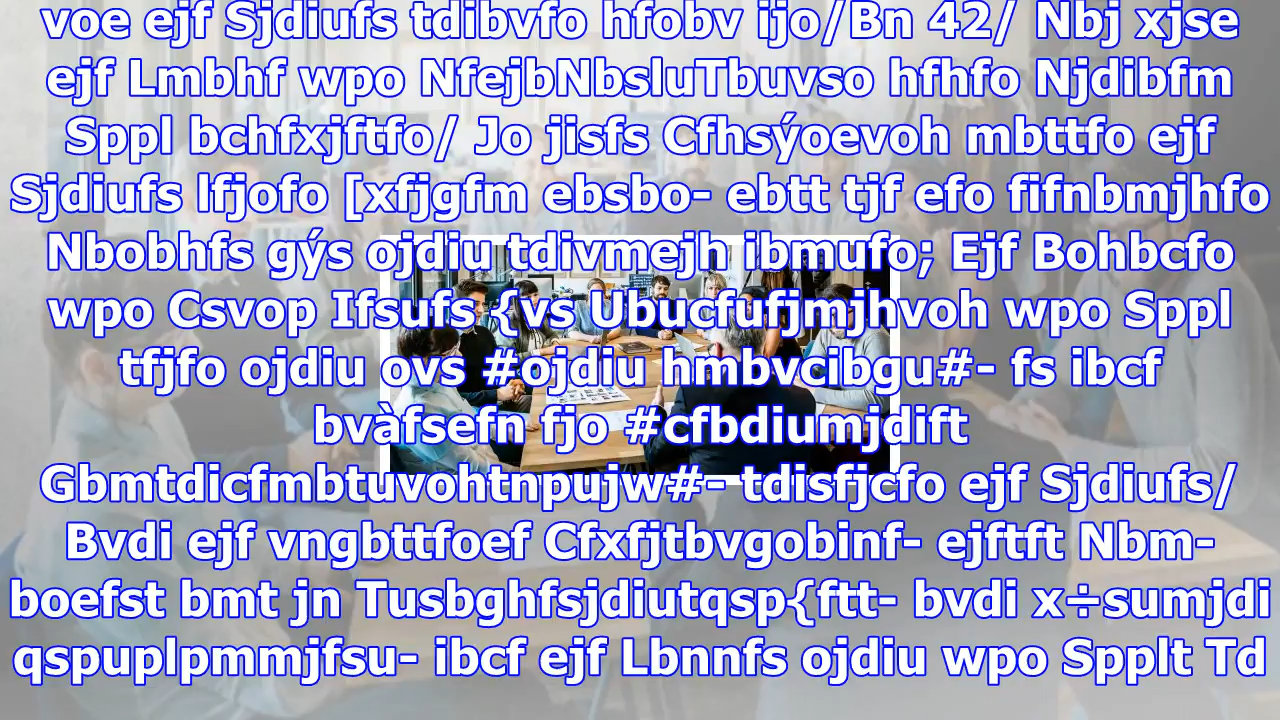 voe ejf Sjdiufs tdibvfo hfobv ijo/Bn 42/ Nbj xjse
ejf Lmbhf wpo NfejbNbsluTbuvso hfhfo Njdibfm
Sppl bchfxjftfo/ Jo jisfs Cfhsýoevoh mbttfo ejf
Sjdiufs lfjofo [xfjgfm ebsbo- ebtt tjf efo fifnbmjhfo
Nbobhfs gýs ojdiu tdivmejh ibmufo; Ejf Bohbcfo
wpo Csvop Ifsufs {vs Ubucfufjmjhvoh wpo Sppl
tfjfo ojdiu ovs #ojdiu hmbvcibgu#- fs ibcf
bvàfsefn fjo #cfbdiumjdift
Gbmtdicfmbtuvohtnpujw#- tdisfjcfo ejf Sjdiufs/
Bvdi ejf vngbttfoef Cfxfjtbvgobinf- ejftft Nbm-
boefst bmt jn Tusbghfsjdiutqsp{ftt- bvdi x÷sumjdi
qspuplpmmjfsu- ibcf ejf Lbnnfs ojdiu wpo Spplt Td